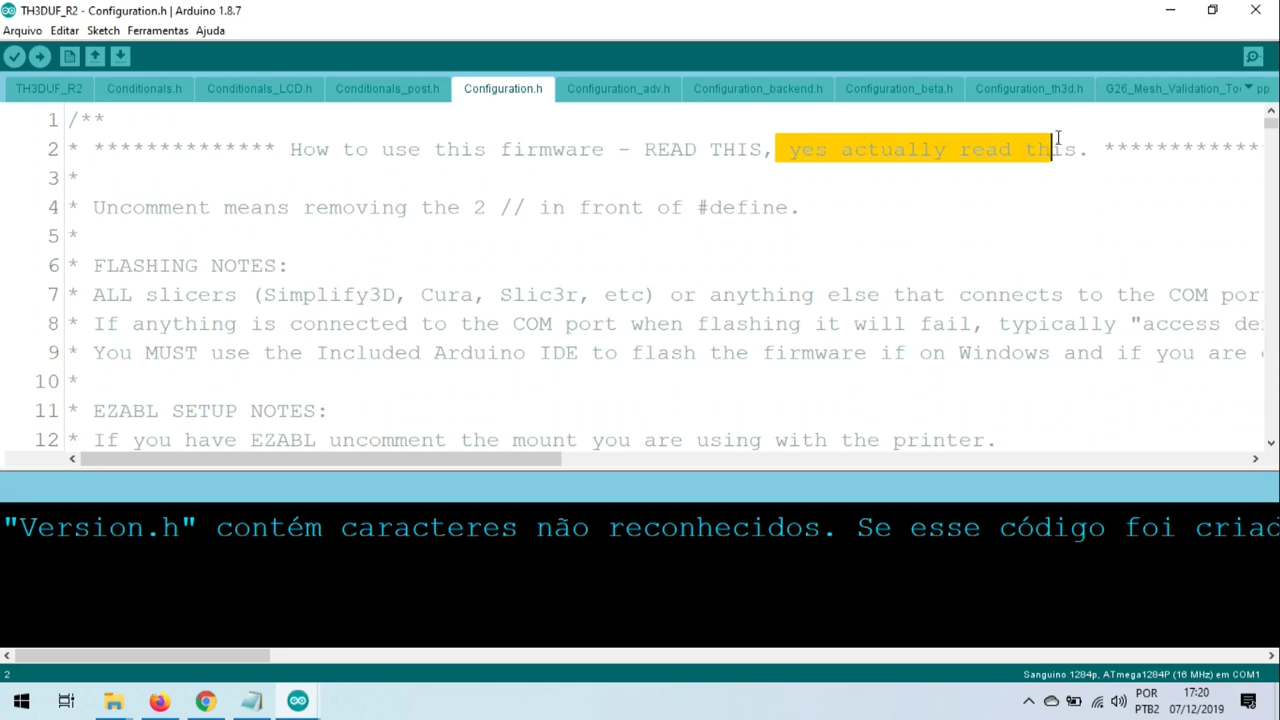 TH3DUF_R2 - Configuration.h | Arduino 1.8.7
Arquivo Editar Sketch Ferramentas Ajuda
TH3DUF_R2 Conditionals.h Conditionals_LCD.h Conditionals_post.h Configuration.h Configuration_adv.h Configuration_backend.h Configuration_beta.h Configuration_th3d.h G26_Mesh_Validation_To pp
1 /**
2 * ************** How to use this firmware - READ THIS, yes actually read this. ************
3 *
4 * Uncomment means removing the 2 // in front of #define.
5 *
6 * FLASHING NOTES:
7 * ALL slicers (Simplify3D, Cura, Slic3r, etc) or anything else that connects to the COM por
8 * If anything is connected to the COM port when flashing it will fail, typically "access de
9 * You MUST use the Included Arduino IDE to flash the firmware if on Windows and if you are
10 *
11 * EZABL SETUP NOTES:
12 * If you have EZABL uncomment the mount you are using with the printer.
"Version.h" contém caracteres não reconhecidos. Se esse código foi criad
2 Sanguino 1284p, ATmega1284P (16 MHz) em COM1
POR 17:20
PTB2 07/12/2019